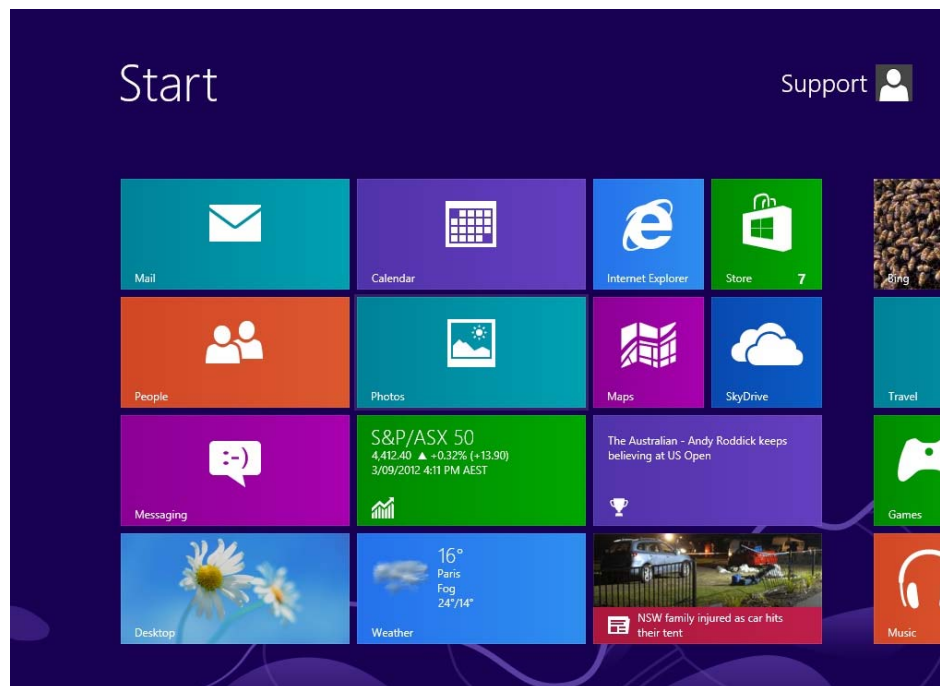 Start
Support
Mail
Calendar
Internet Explorer
Store
7
Bing
People
Photos
Maps
SkyDrive
Travel
Messaging
S&P/ASX 50
4,412.40 ▲ +0.32% (+13.90)
3/09/2012 4:11 PM AEST
The Australian - Andy Roddick keeps
believing at US Open
Games
Desktop
16°
Paris
Fog
24°/14°
Weather
NSW family injured as car hits
their tent
Music